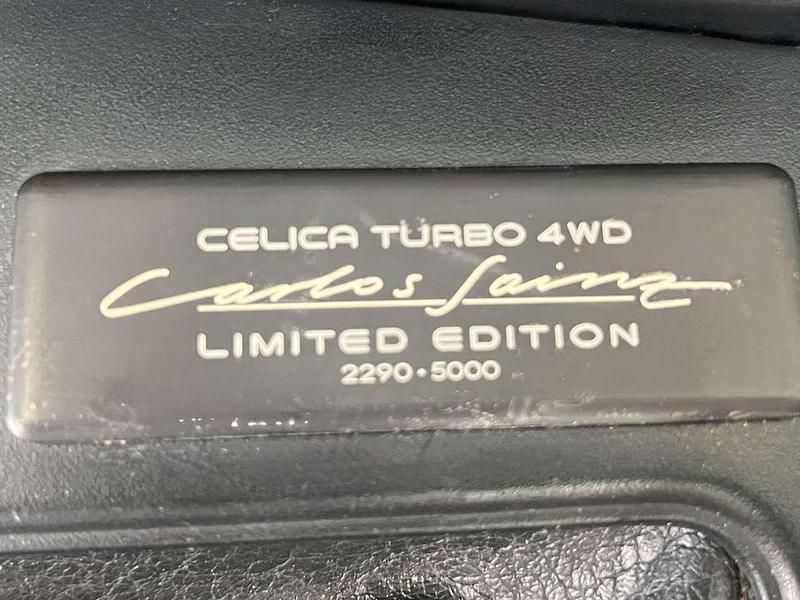 CELICA TURBO 4WD
Carlos Sainz
LIMITED EDITION
2290•5000